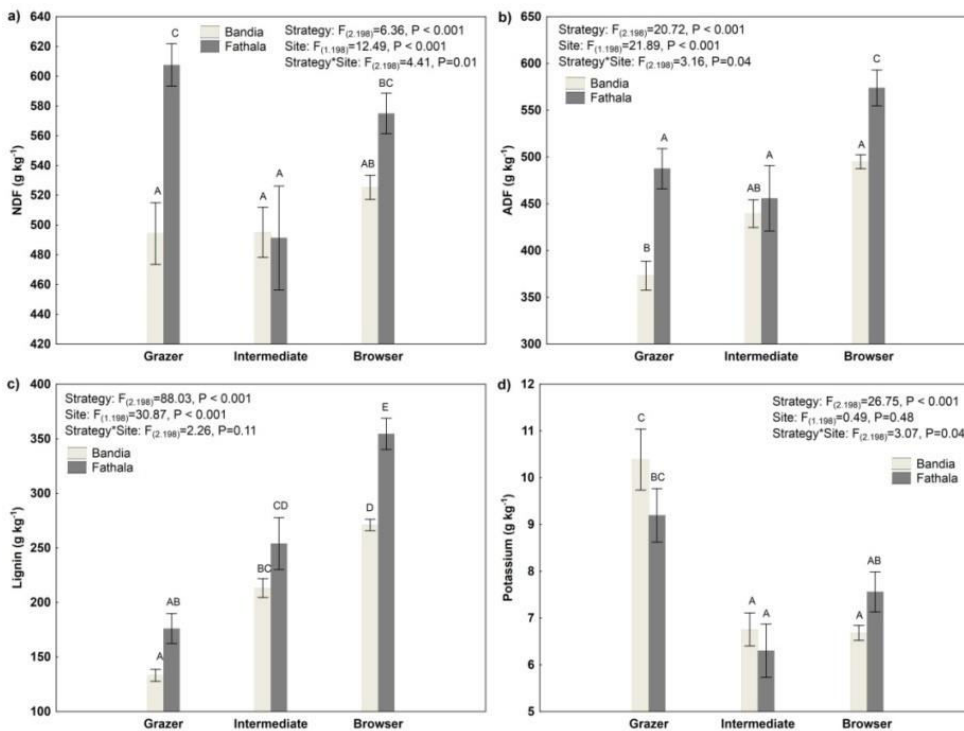 a)
640
620
600
580
560
540
520
500
480
460
440
420
NDF (g kg⁻¹)
Bandia
Fathala
Strategy: F(2.198)=6.36, P < 0.001
Site: F(1.198)=12.49, P < 0.001
Strategy*Site: F(2.198)=4.41, P=0.01
A
C
A
A
AB
BC
Grazer
Intermediate
Browser
b)
650
600
550
500
450
400
350
300
ADF (g kg⁻¹)
Strategy: F(2.198)=20.72, P < 0.001
Site: F(1.198)=21.89, P < 0.001
Strategy*Site: F(2.198)=3.16, P=0.04
Bandia
Fathala
B
A
AB
A
A
C
Grazer
Intermediate
Browser
c)
400
350
300
250
200
150
100
Lignin (g kg⁻¹)
Strategy: F(2.198)=88.03, P < 0.001
Site: F(1.198)=30.87, P < 0.001
Strategy*Site: F(2.198)=2.26, P=0.11
Bandia
Fathala
A
AB
BC
CD
D
E
Grazer
Intermediate
Browser
d)
12
11
10
9
8
7
6
5
Potassium (g kg⁻¹)
Strategy: F(2.198)=26.75, P < 0.001
Site: F(1.198)=0.49, P=0.48
Strategy*Site: F(2.198)=3.07, P=0.04
Bandia
Fathala
C
BC
A
A
A
AB
Grazer
Intermediate
Browser